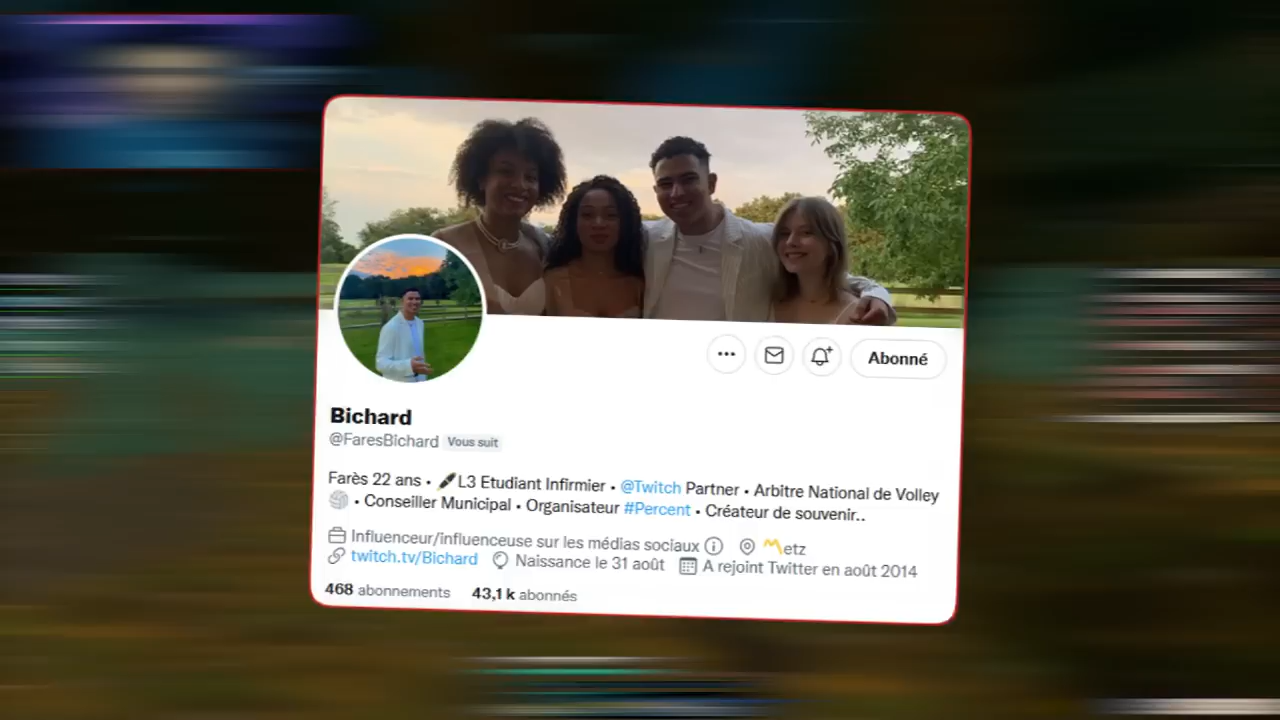 Abonné
Bichard
@FaresBichard Vous suit
Farès 22 ans • 🖋L3 Etudiant Infirmier • @Twitch Partner • Arbitre National de Volley
🏐 • Conseiller Municipal • Organisateur #Percent • Créateur de souvenir..
Influenceur/influenceuse sur les médias sociaux Metz
twitch.tv/Bichard Naissance le 31 août A rejoint Twitter en août 2014
468 abonnements 43,1 k abonnés